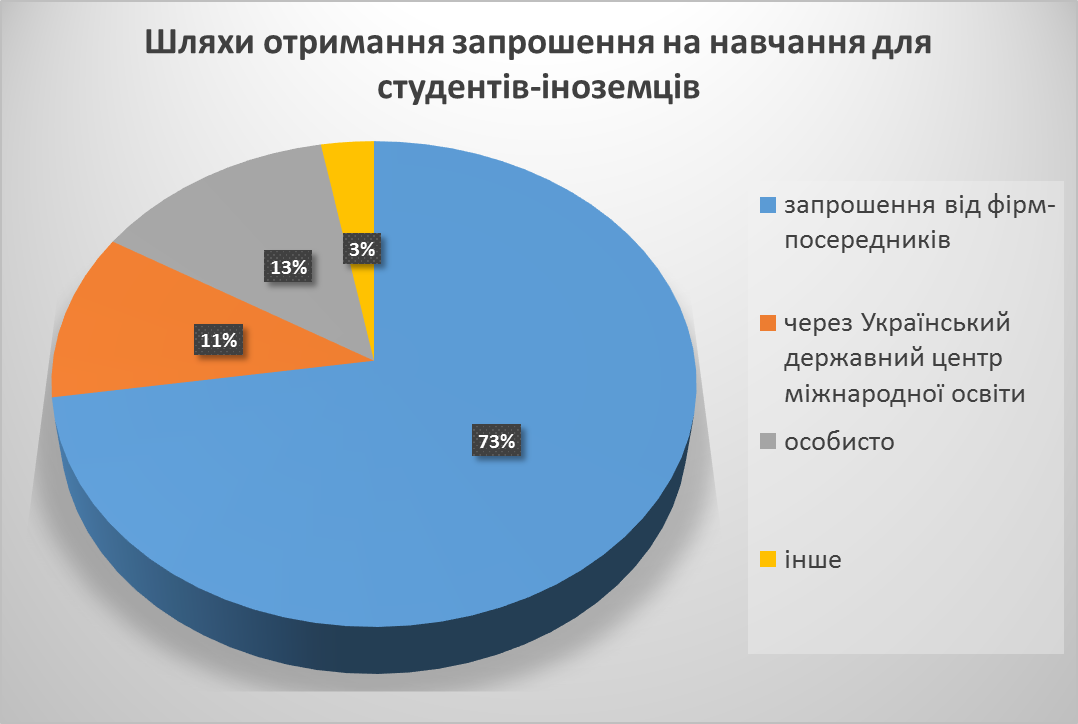 Шляхи отримання запрошення на навчання для
студентів-іноземців
3%
13%
11%
73%
запрошення від фірм-
посередників
через Український
державний центр
міжнародної освіти
особисто
інше